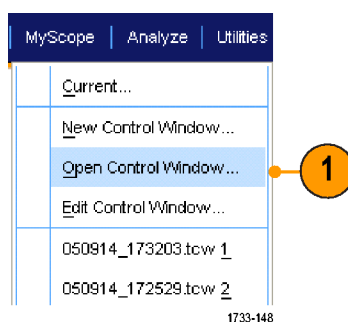 MyScope | Analyze | Utilities
Current...
New Control Window...
Open Control Window...
1
Edit Control Window...
050914_173203.tcw 1
050914_172529.tcw 2
1733-148